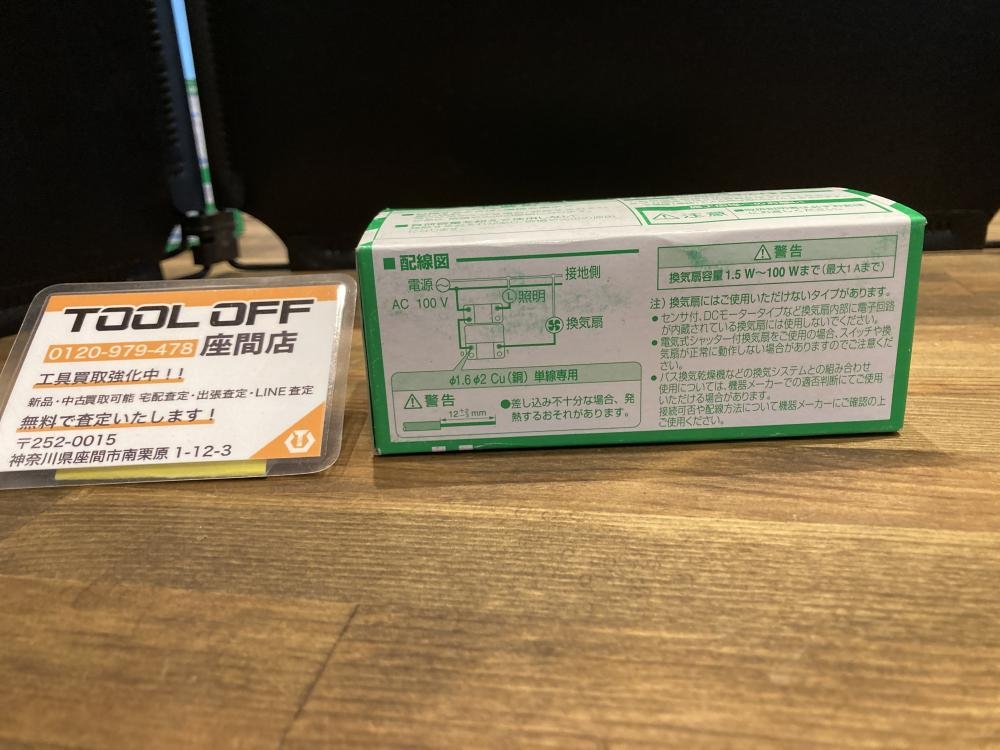 TOOL OFF
0120-979-478 座間店
工具買取強化中!!
新品・中古買取可能 宅配査定・出張査定・LINE査定
無料で査定いたします!
〒252-0015
神奈川県座間市南栗原 1-12-3
注意
■配線図
電源
AC 100 V
接地側
照明
換気扇
φ1.6 φ2 Cu(銅) 単線専用
警告
12 mm
●差し込み不十分な場合、発
熱するおそれがあります。
警告
換気扇容量 1.5 W〜100 Wまで(最大1 Aまで)
注) 換気扇にはご使用いただけないタイプがあります。
●センサ付、DCモータータイプなど換気扇内部に電子回路
が内蔵されている換気扇には使用しないでください。
●電気式シャッター付換気扇をご使用の場合、スイッチや換
気扇が正常に動作しない場合がありますのでご注意くだ
さい。
●バス換気乾燥機などの換気システムとの組み合わせ
使用については、機器メーカーでの適否判断にてご使用
いただける場合があります。
接続可否や配線方法について機器メーカーにご確認の上
ご使用ください。